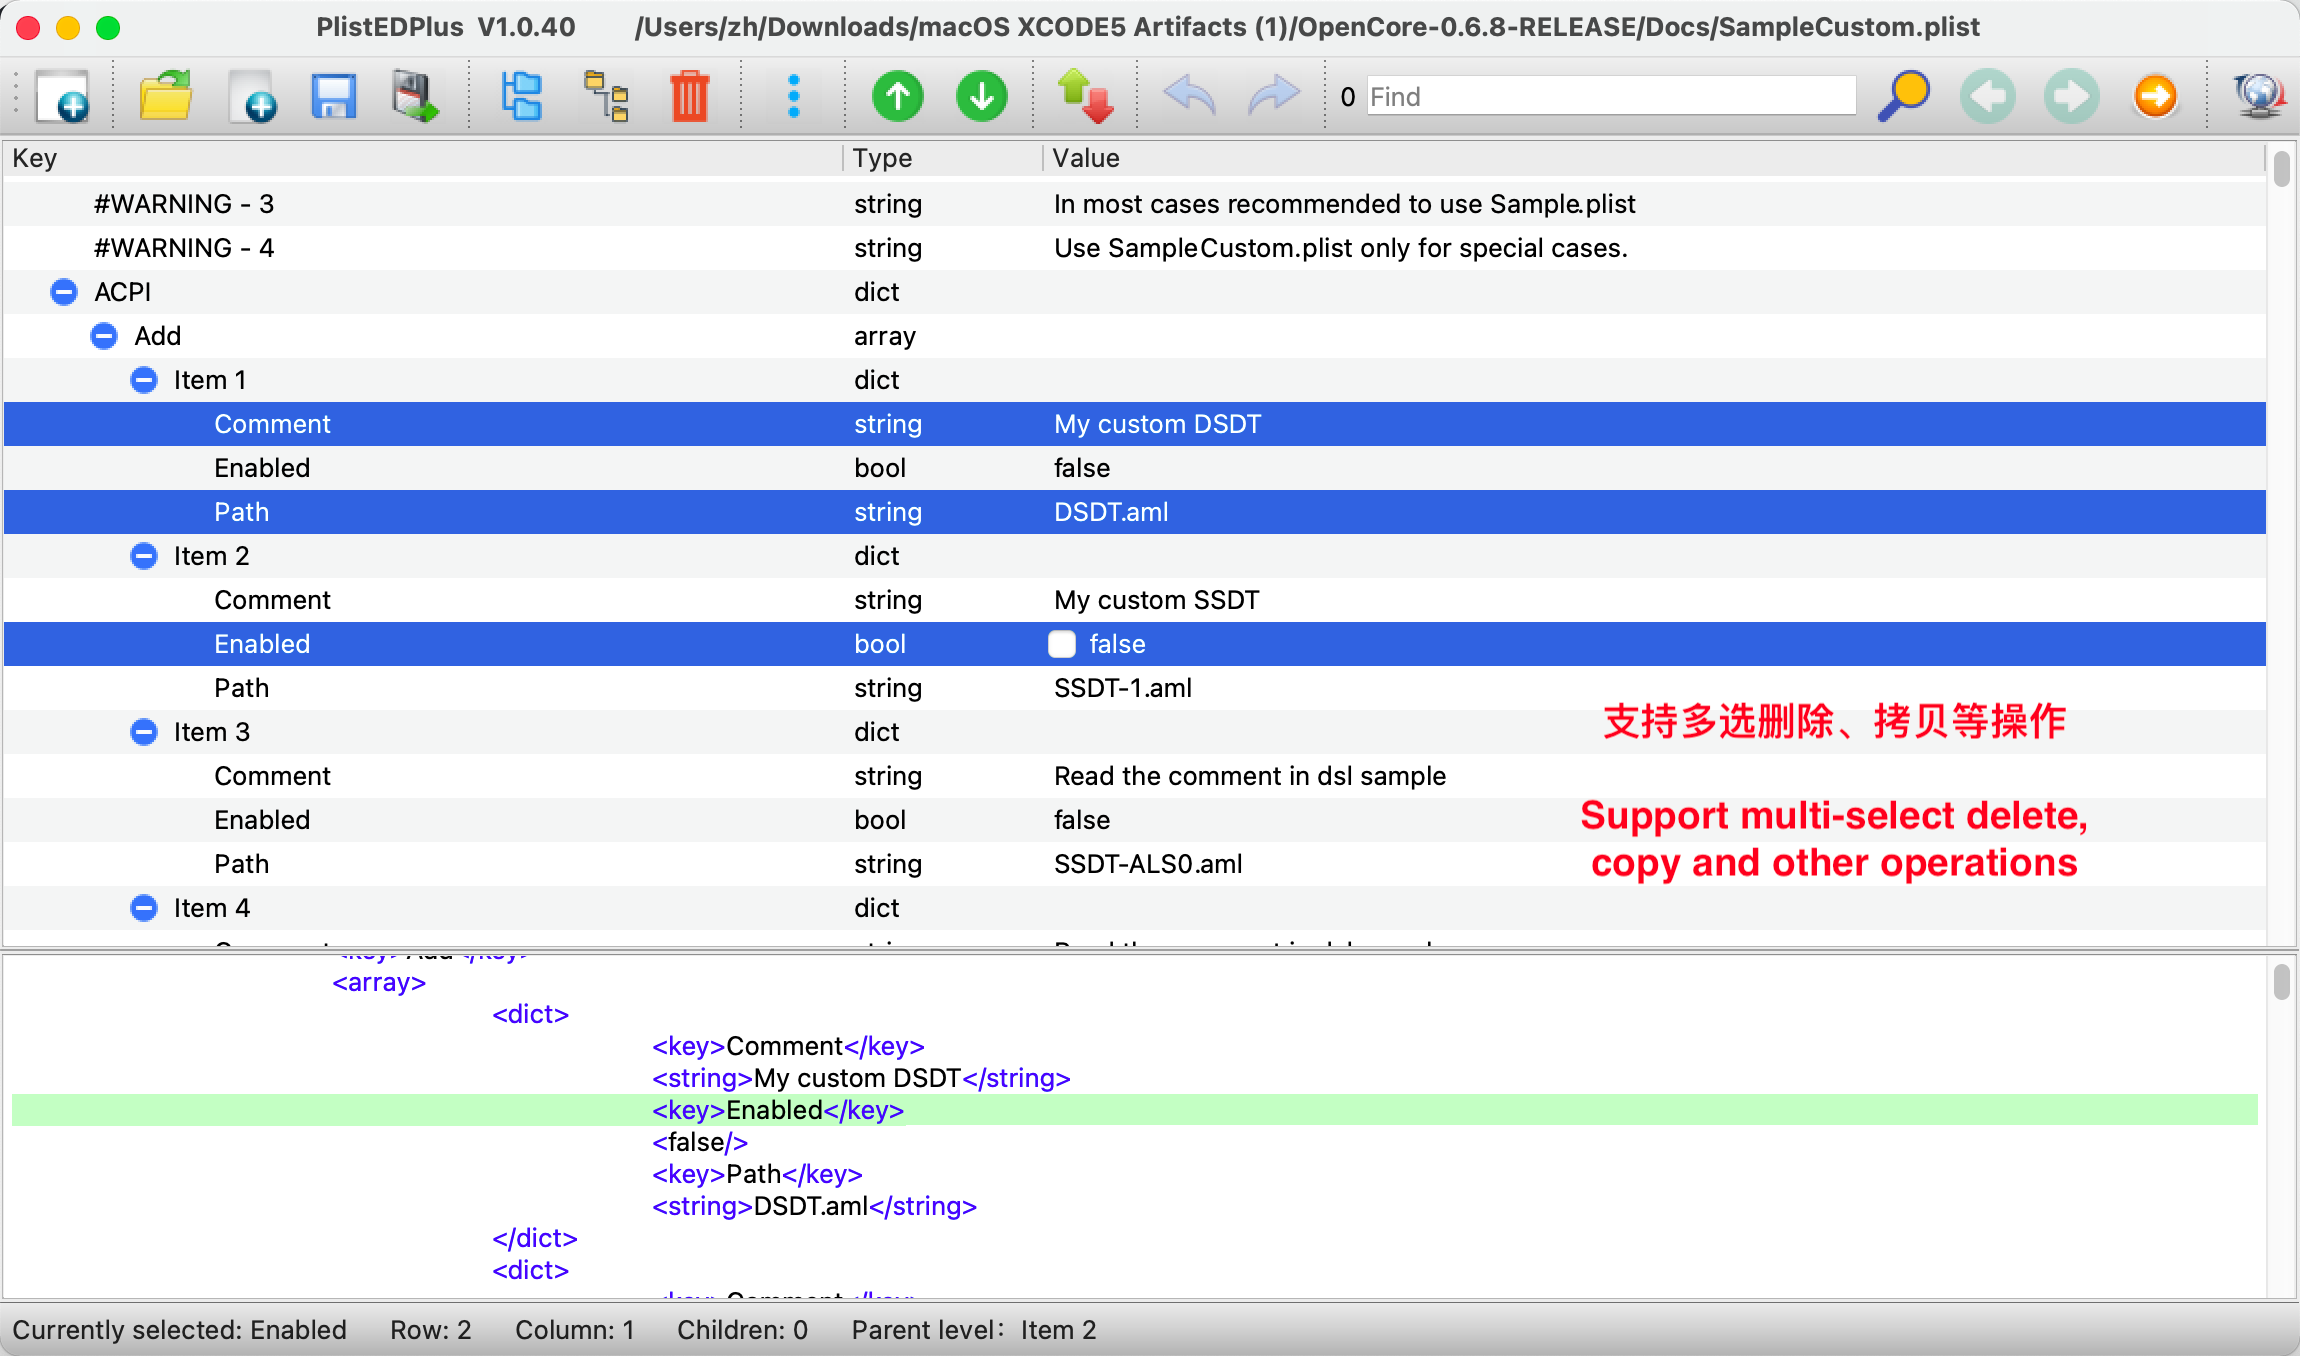 PlistEDPlus V1.0.40 /Users/zh/Downloads/macOS XCODE5 Artifacts (1)/OpenCore-0.6.8-RELEASE/Docs/SampleCustom.plist
0 Find
Key Type Value
#WARNING - 3 string In most cases recommended to use Sample.plist
#WARNING - 4 string Use SampleCustom.plist only for special cases.
ACPI dict
Add array
Item 1 dict
Comment string My custom DSDT
Enabled bool false
Path string DSDT.aml
Item 2 dict
Comment string My custom SSDT
Enabled bool false
Path string SSDT-1.aml
支持多选删除、拷贝等操作
Item 3 dict
Comment string Read the comment in dsl sample
Enabled bool false
Support multi-select delete,
Path string SSDT-ALS0.aml
copy and other operations
Item 4 dict
<key>Add</key>
<array>
<dict>
<key>Comment</key>
<string>My custom DSDT</string>
<key>Enabled</key>
<false/>
<key>Path</key>
<string>DSDT.aml</string>
</dict>
<dict>
<key>Comment</key>
Currently selected: Enabled Row: 2 Column: 1 Children: 0 Parent level: Item 2